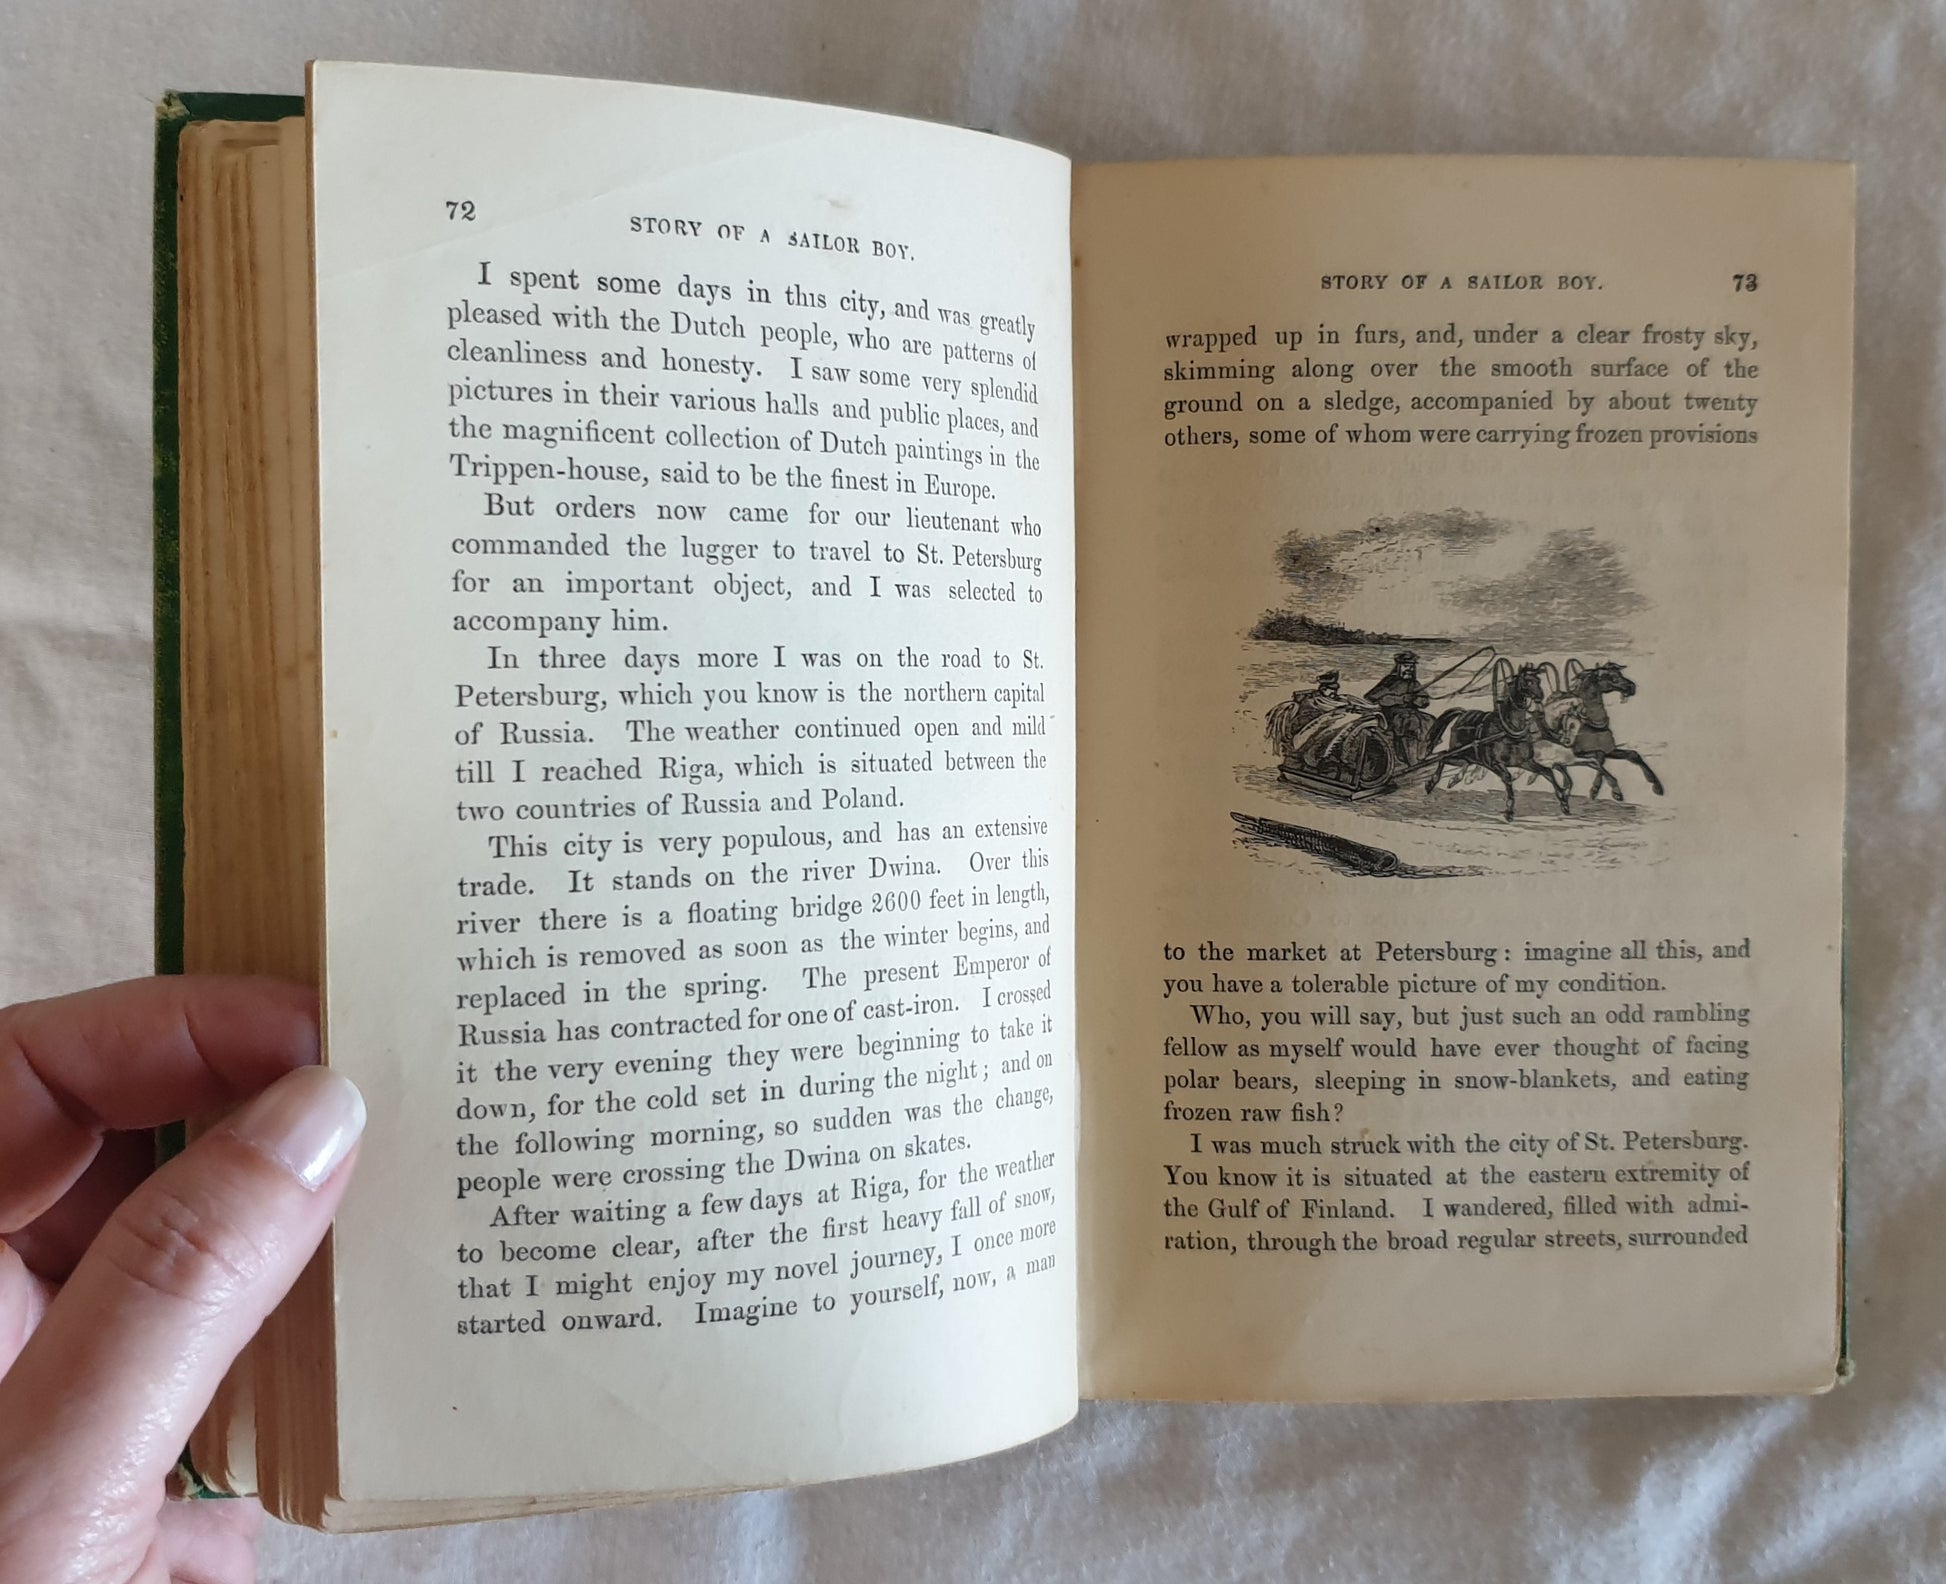 72
STORY OF A SAILOR BOY.
I spent some days in this city, and was greatly
pleased with the Dutch people, who are patterns of
cleanliness and honesty. I saw some very splendid
pictures in their various halls and public places, and
the magnificent collection of Dutch paintings in the
Trippen-house, said to be the finest in Europe.
But orders now came for our lieutenant who
commanded the lugger to travel to St. Petersburg
for an important object, and I was selected to
accompany him.
In three days more I was on the road to St.
Petersburg, which you know is the northern capital
of Russia. The weather continued open and mild
till I reached Riga, which is situated between the
two countries of Russia and Poland.
This city is very populous, and has an extensive
trade. It stands on the river Dwina. Over this
river there is a floating bridge 2600 feet in length,
which is removed as soon as the winter begins, and
replaced in the spring. The present Emperor of
Russia has contracted for one of cast-iron. I crossed
it the very evening they were beginning to take it
down, for the cold set in during the night; and on
the following morning, so sudden was the change,
people were crossing the Dwina on skates.
After waiting a few days at Riga, for the weather
to become clear, after the first heavy fall of snow,
that I might enjoy my novel journey, I once more
started onward. Imagine to yourself, now, a man
STORY OF A SAILOR BOY. 73
wrapped up in furs, and, under a clear frosty sky,
skimming along over the smooth surface of the
ground on a sledge, accompanied by about twenty
others, some of whom were carrying frozen provisions
to the market at Petersburg: imagine all this, and
you have a tolerable picture of my condition.
Who, you will say, but just such an odd rambling
fellow as myself would have ever thought of facing
polar bears, sleeping in snow-blankets, and eating
frozen raw fish?
I was much struck with the city of St. Petersburg.
You know it is situated at the eastern extremity of
the Gulf of Finland. I wandered, filled with admi-
ration, through the broad regular streets, surrounded